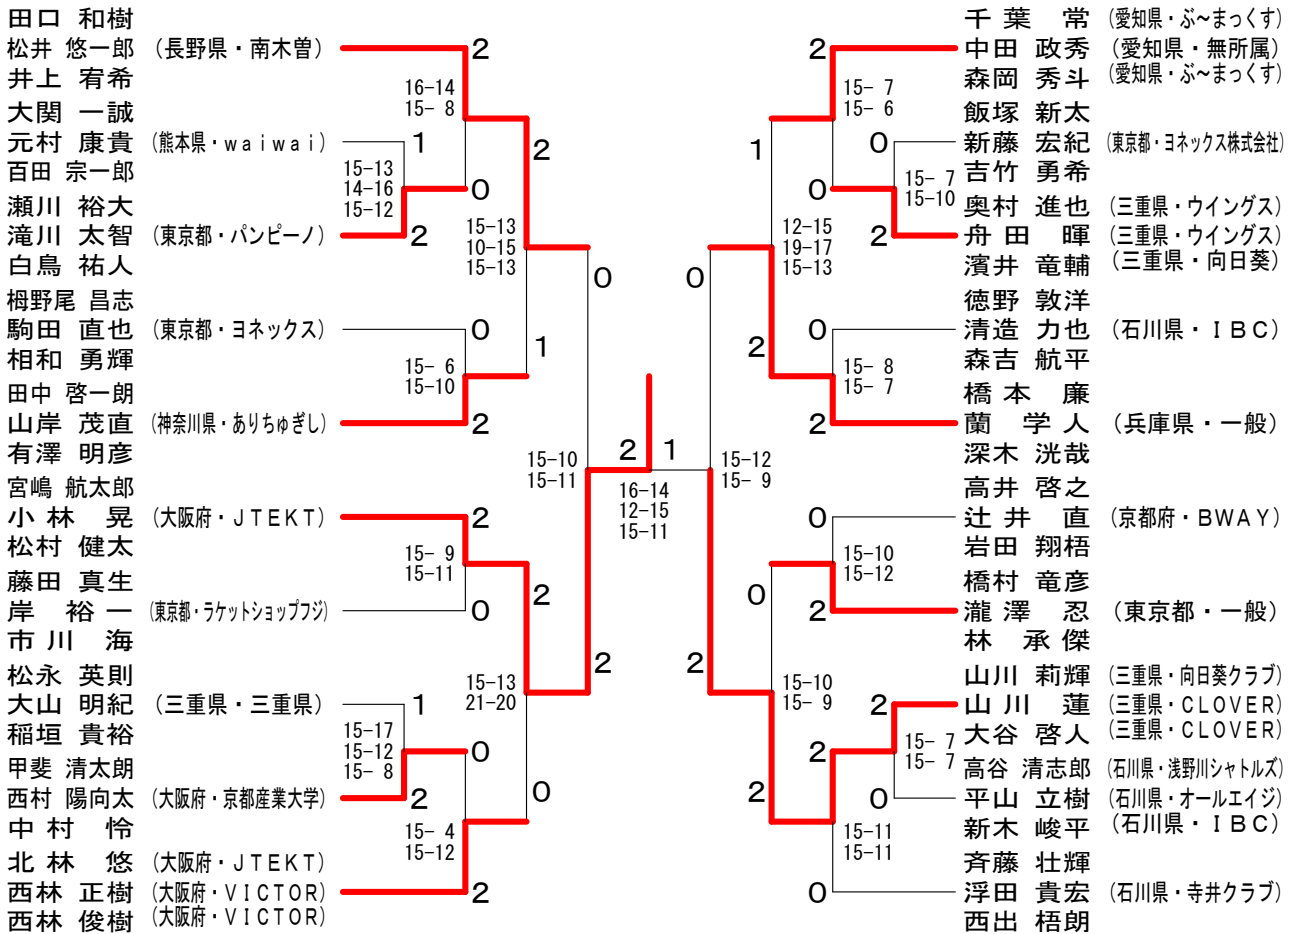 田口 和樹
松井 悠一郎 (長野県・南木曽)
井上 宥希
大関 一誠
元村 康貴 (熊本県・waiwai)
百田 宗一郎
瀬川 裕大
滝川 太智 (東京都・パンピーノ)
白鳥 祐人
栂野尾 昌志
駒田 直也 (東京都・ヨネックス)
相和 勇輝
田中 啓一朗
山岸 茂直 (神奈川県・ありちゅぎし)
有澤 明彦
宮嶋 航太郎
小林 晃 (大阪府・JTEKT)
松村 健太
藤田 真生
岸 裕一 (東京都・ラケットショップフジ)
市川 海
松永 英則
大山 明紀 (三重県・三重県)
稲垣 貴裕
甲斐 清太朗
西村 陽向太 (大阪府・京都産業大学)
中村 怜
北林 悠 (大阪府・JTEKT)
西林 正樹 (大阪府・VICTOR)
西林 俊樹 (大阪府・VICTOR)
2
16-14
15- 8
1
15-13
14-16
15-12
2
0
2
15-13
10-15
15-13
0
15- 6
15-10
2
1
0
2
15- 9
15-11
0
2
15-13
21-20
1
15-17
15-12
15- 8
2
0
15- 4
15-12
2
0
2
15-10
15-11
2
1
16-14
12-15
15-11
0
15-12
15- 9
2
2
15- 7
15- 6
0
15- 7
15-10
2
0
1
12-15
19-17
15-13
0
15- 8
15- 7
2
2
0
15-10
15-12
2
0
15-10
15- 9
2
15- 7
15- 7
0
2
15-11
15-11
0
2
千葉 常 (愛知県・ぶ~まっくす)
中田 政秀 (愛知県・無所属)
森岡 秀斗 (愛知県・ぶ~まっくす)
飯塚 新太
新藤 宏紀 (東京都・ヨネックス株式会社)
吉竹 勇希
奥村 進也 (三重県・ウイングス)
舟田 暉 (三重県・ウイングス)
濱井 竜輔 (三重県・向日葵)
徳野 敦洋
清造 力也 (石川県・IBC)
森吉 航平
橋本 廉
蘭 学人 (兵庫県・一般)
深木 洸哉
高井 啓之
辻井 直 (京都府・BWAY)
岩田 翔梧
橋村 竜彦
瀧澤 忍 (東京都・一般)
林 承傑
山川 莉輝 (三重県・向日葵クラブ)
山川 蓮 (三重県・CLOVER)
大谷 啓人 (三重県・CLOVER)
高谷 清志郎 (石川県・浅野川シャトルズ)
平山 立樹 (石川県・オールエイジ)
新木 峻平 (石川県・IBC)
斉藤 壮輝
浮田 貴宏 (石川県・寺井クラブ)
西出 梧朗